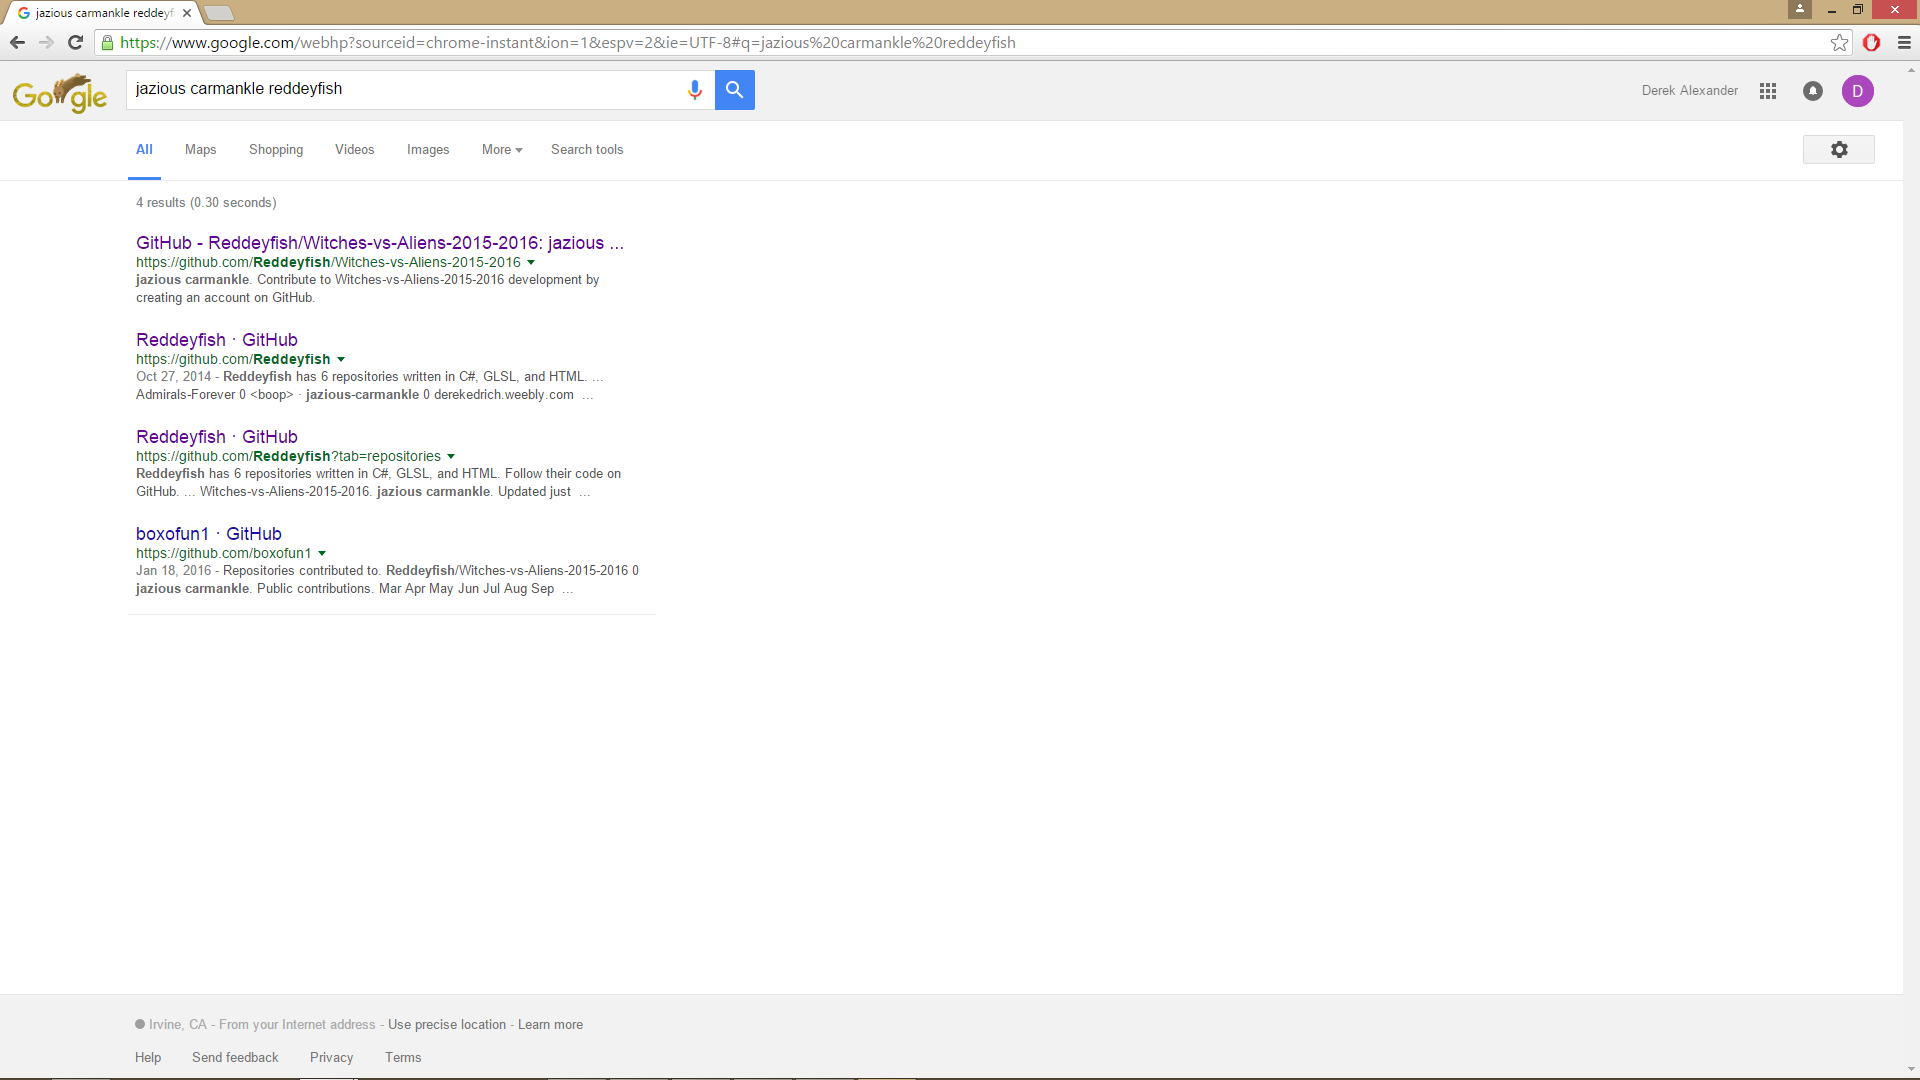 jazious carmankle reddeyf
https://www.google.com/webhp?sourceid=chrome-instant&ion=1&espv=2&ie=UTF-8#q=jazious%20carmankle%20reddeyfish
Google
jazious carmankle reddeyfish
Derek Alexander
D
All Maps Shopping Videos Images More Search tools
4 results (0.30 seconds)
GitHub - Reddeyfish/Witches-vs-Aliens-2015-2016: jazious ...
https://github.com/Reddeyfish/Witches-vs-Aliens-2015-2016
jazious carmankle. Contribute to Witches-vs-Aliens-2015-2016 development by
creating an account on GitHub.
Reddeyfish · GitHub
https://github.com/Reddeyfish
Oct 27, 2014 - Reddeyfish has 6 repositories written in C#, GLSL, and HTML. ...
Admirals-Forever 0 <boop> · jazious-carmankle 0 derekedrich.weebly.com ...
Reddeyfish · GitHub
https://github.com/Reddeyfish?tab=repositories
Reddeyfish has 6 repositories written in C#, GLSL, and HTML. Follow their code on
GitHub. ... Witches-vs-Aliens-2015-2016. jazious carmankle. Updated just ...
boxofun1 · GitHub
https://github.com/boxofun1
Jan 18, 2016 - Repositories contributed to. Reddeyfish/Witches-vs-Aliens-2015-2016 0
jazious carmankle. Public contributions. Mar Apr May Jun Jul Aug Sep ...
Irvine, CA - From your Internet address - Use precise location - Learn more
Help Send feedback Privacy Terms